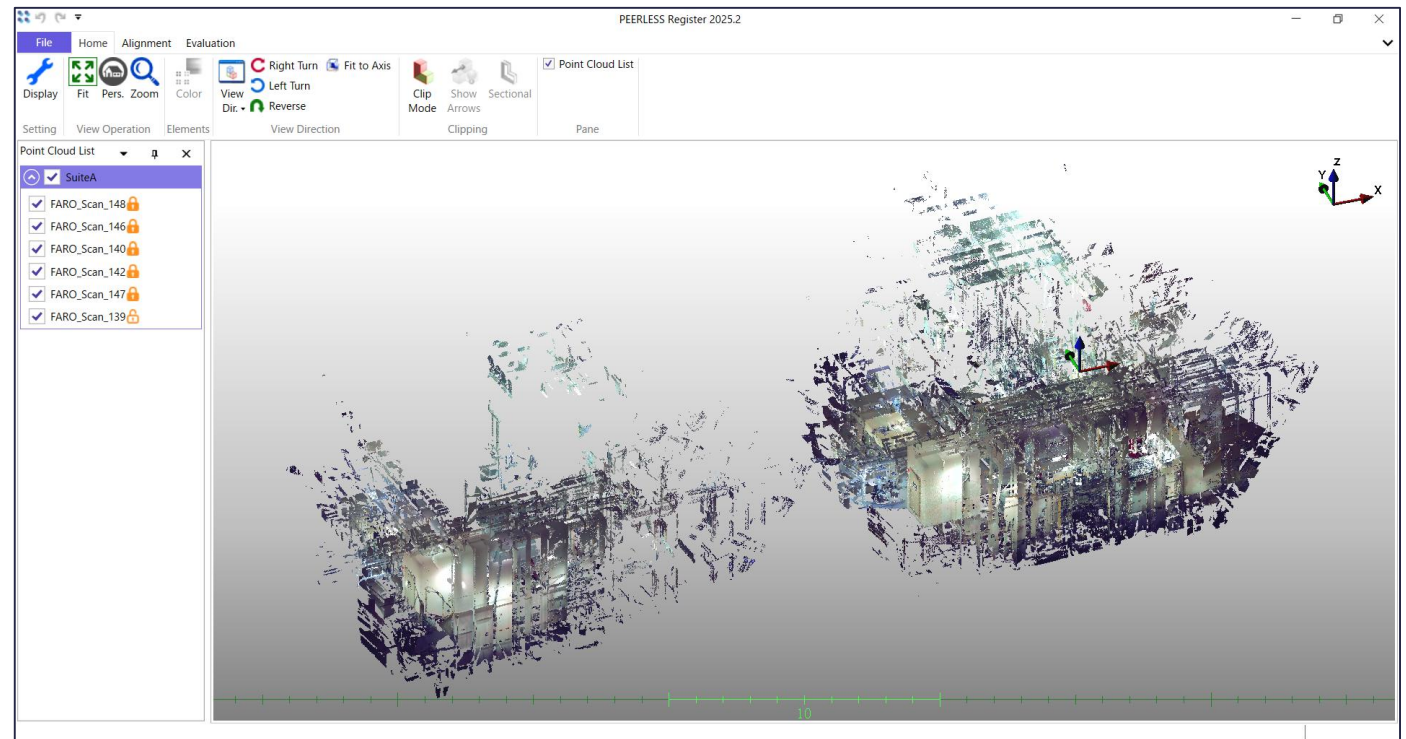 PEERLESS Register 2025.2
File Home Alignment Evaluation
Display Fit Pers. Zoom Color View Dir. Right Turn Left Turn Reverse Fit to Axis Clip Mode Show Arrows Sectional Point Cloud List
Setting View Operation Elements View Direction Clipping Pane
Point Cloud List
SuiteA
FARO_Scan_148
FARO_Scan_146
FARO_Scan_140
FARO_Scan_142
FARO_Scan_147
FARO_Scan_139
Z
Y
X
10